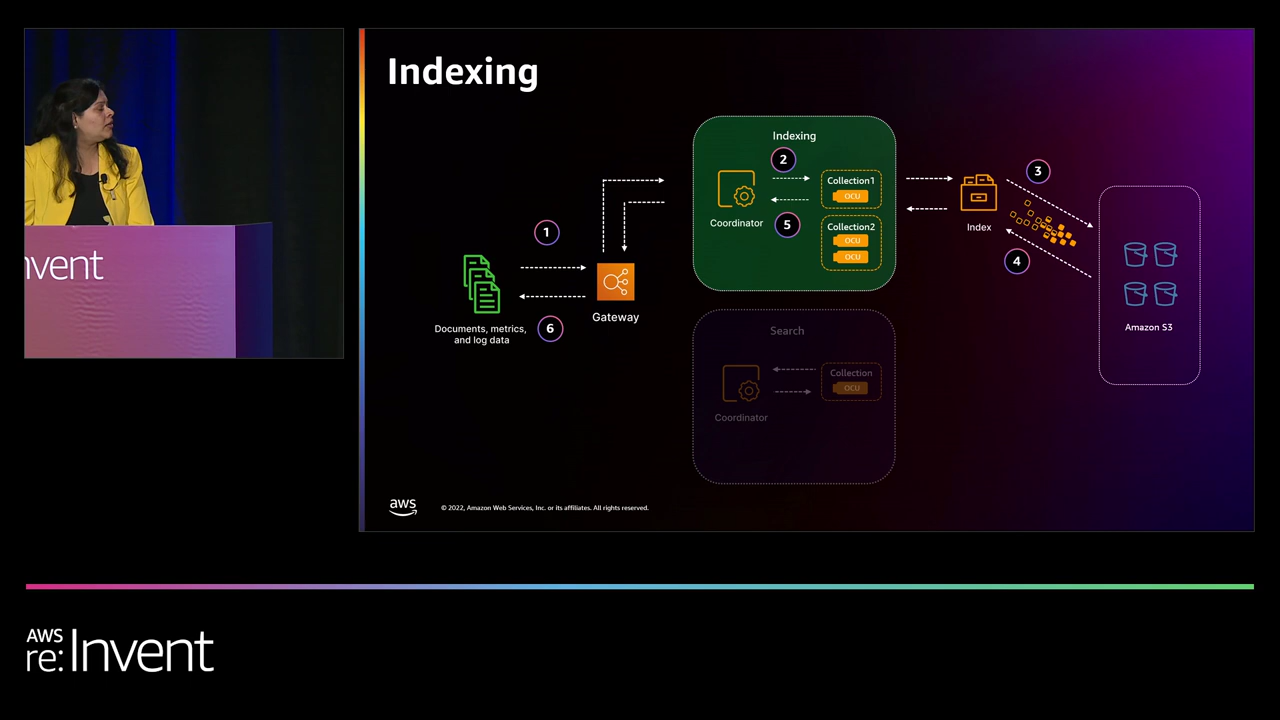 nvent
Indexing
Indexing
2
Collection1
OCU
Coordinator
5
Collection2
OCU
OCU
1
Documents, metrics,
and log data
6
Gateway
Index
3
4
Amazon S3
Search
Coordinator
Collection
OCU
aws
© 2022, Amazon Web Services, Inc. or its affiliates. All rights reserved.
AWS
re:Invent